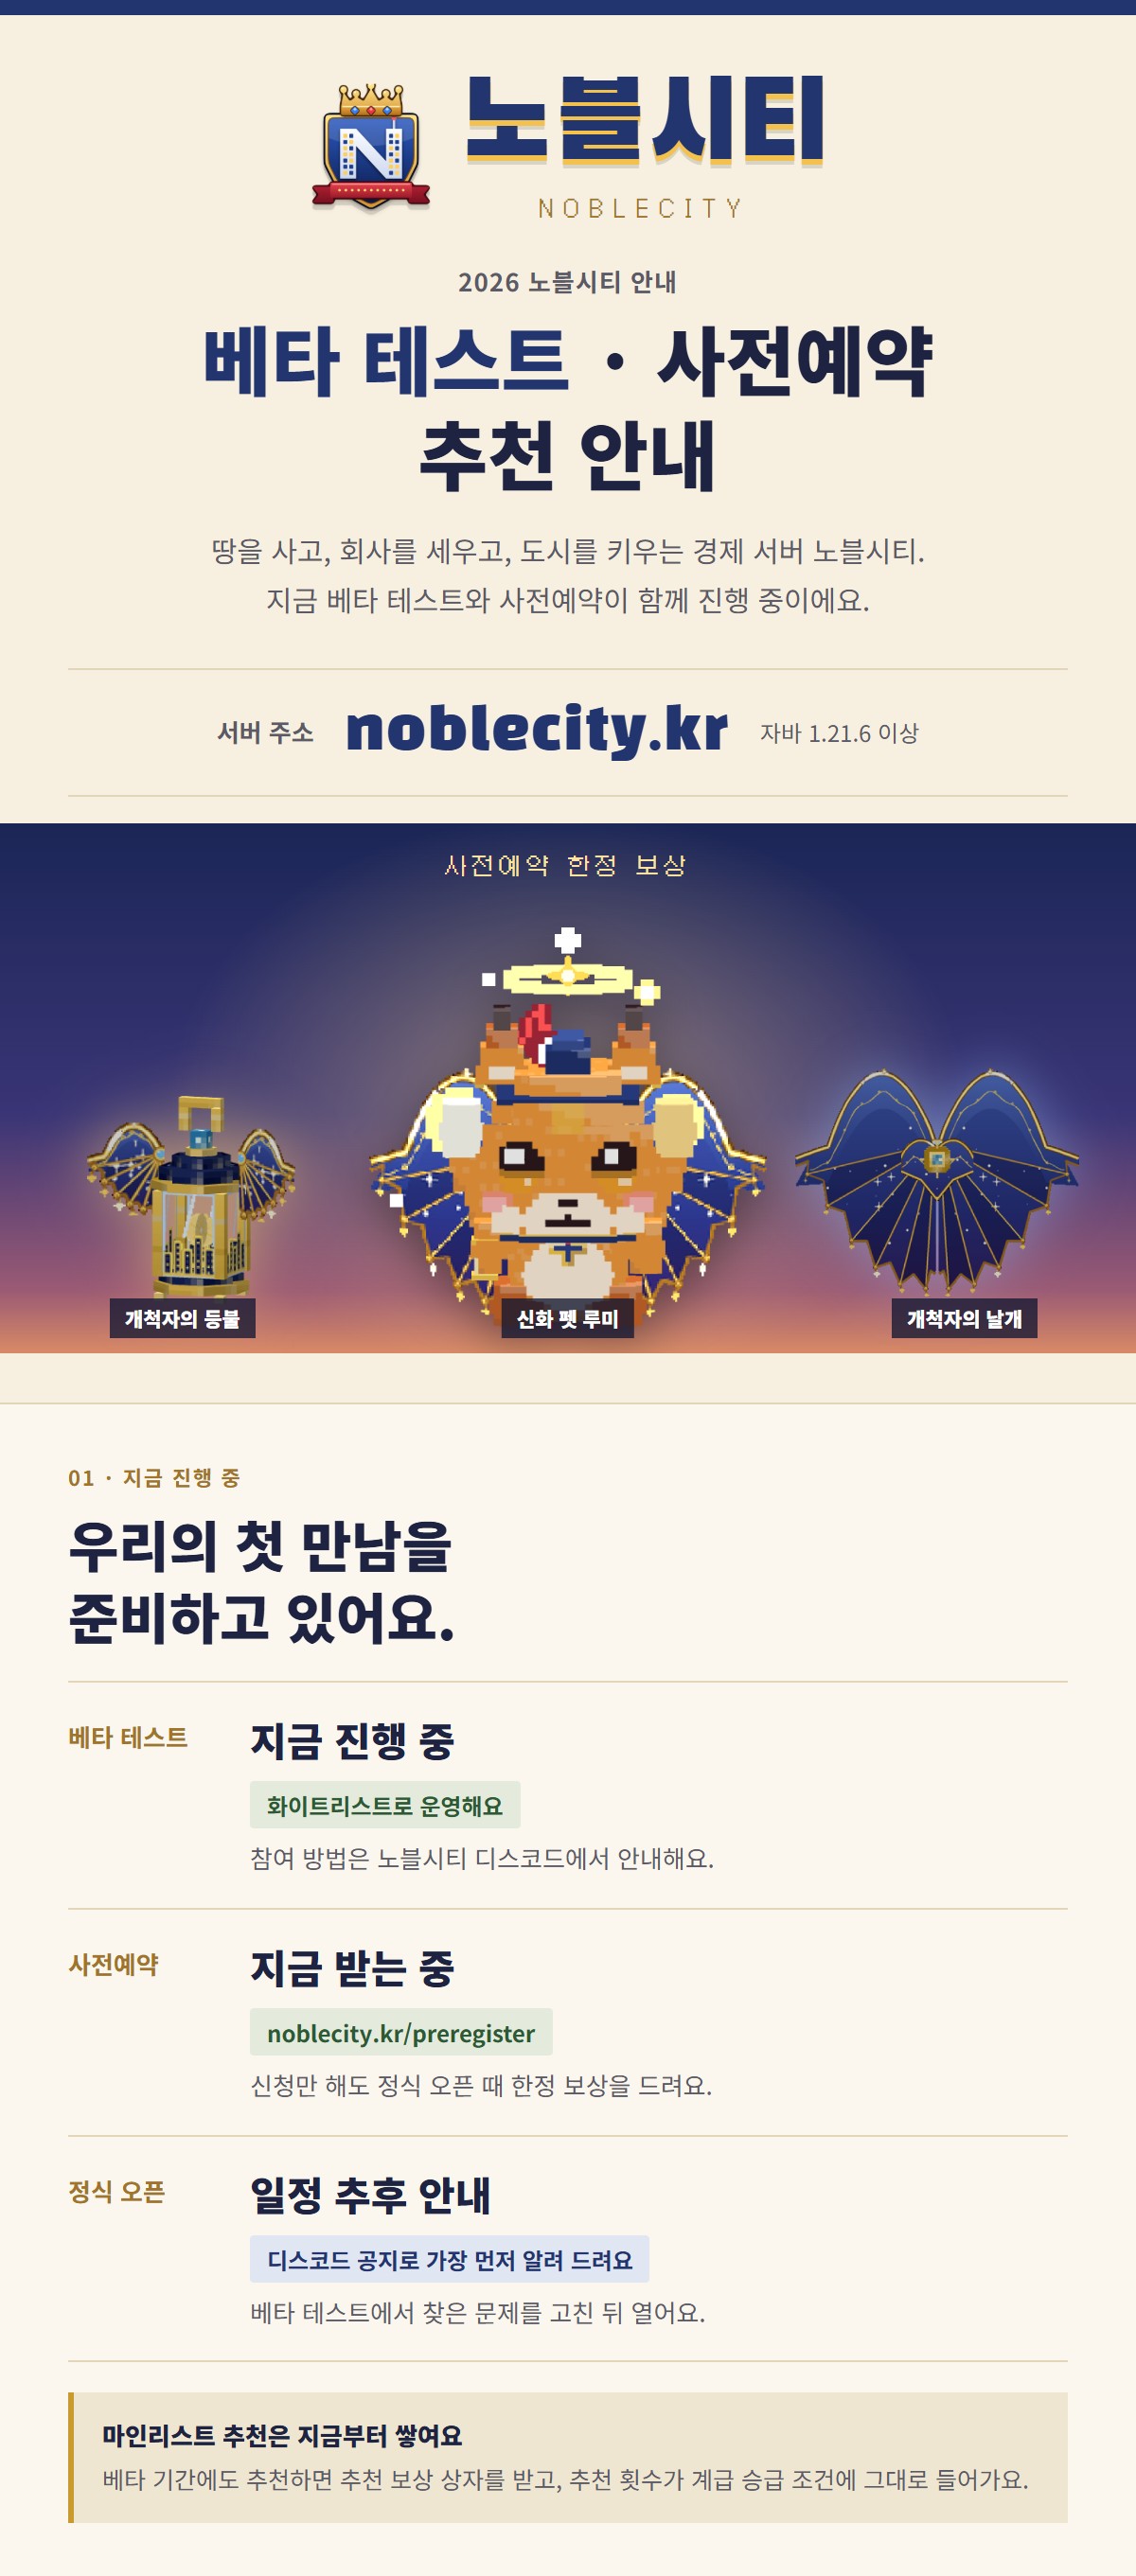 N
노블시티
NOBLECITY
2026 노블시티 안내
베타 테스트 · 사전예약
추천 안내
땅을 사고, 회사를 세우고, 도시를 키우는 경제 서버 노블시티.
지금 베타 테스트와 사전예약이 함께 진행 중이에요.
서버 주소 noblecity.kr 자바 1.21.6 이상
사전예약 한정 보상
개척자의 등불 신화 펫 루미 개척자의 날개
01 · 지금 진행 중
우리의 첫 만남을
준비하고 있어요.
베타 테스트 지금 진행 중
화이트리스트로 운영해요
참여 방법은 노블시티 디스코드에서 안내해요.
사전예약 지금 받는 중
noblecity.kr/preregister
신청만 해도 정식 오픈 때 한정 보상을 드려요.
정식 오픈 일정 추후 안내
디스코드 공지로 가장 먼저 알려 드려요
베타 테스트에서 찾은 문제를 고친 뒤 열어요.
마인리스트 추천은 지금부터 쌓여요
베타 기간에도 추천하면 추천 보상 상자를 받고, 추천 횟수가 계급 승급 조건에 그대로 들어가요.